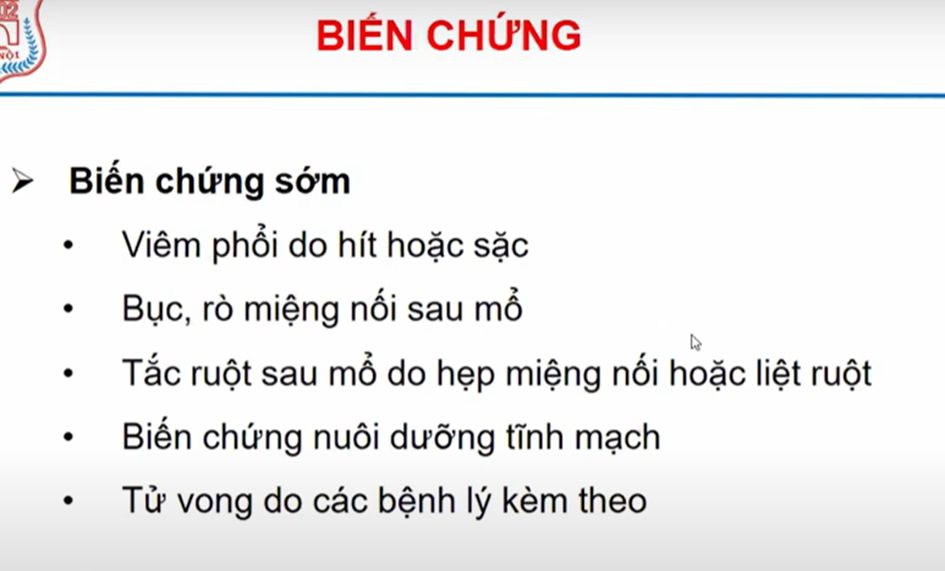 02
NỘI
BIẾN CHỨNG
Biến chứng sớm
Viêm phổi do hít hoặc sặc
Bục, rò miệng nối sau mổ
Tắc ruột sau mổ do hẹp miệng nối hoặc liệt ruột
Biến chứng nuôi dưỡng tĩnh mạch
Tử vong do các bệnh lý kèm theo